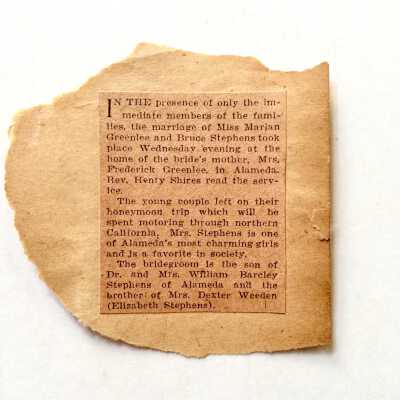 IN THE presence of only the im-
mediate members of the fami-
lies, the marriage of Miss Marian
Greenlee and Bruce Stephens took
place Wednesday evening at the
home of the bride's mother, Mrs.
Frederick Greenlee, in Alameda.
Rev. Henry Shires read the serv-
ice.
The young couple left on their
honeymoon trip which will be
spent motoring through northern
California. Mrs. Stephens is one
of Alameda's most charming girls
and is a favorite in society.
The bridegroom is the son of
Dr. and Mrs. William Barcley
Stephens of Alameda and the
brother of Mrs. Dexter Weeden
(Elizabeth Stephens).